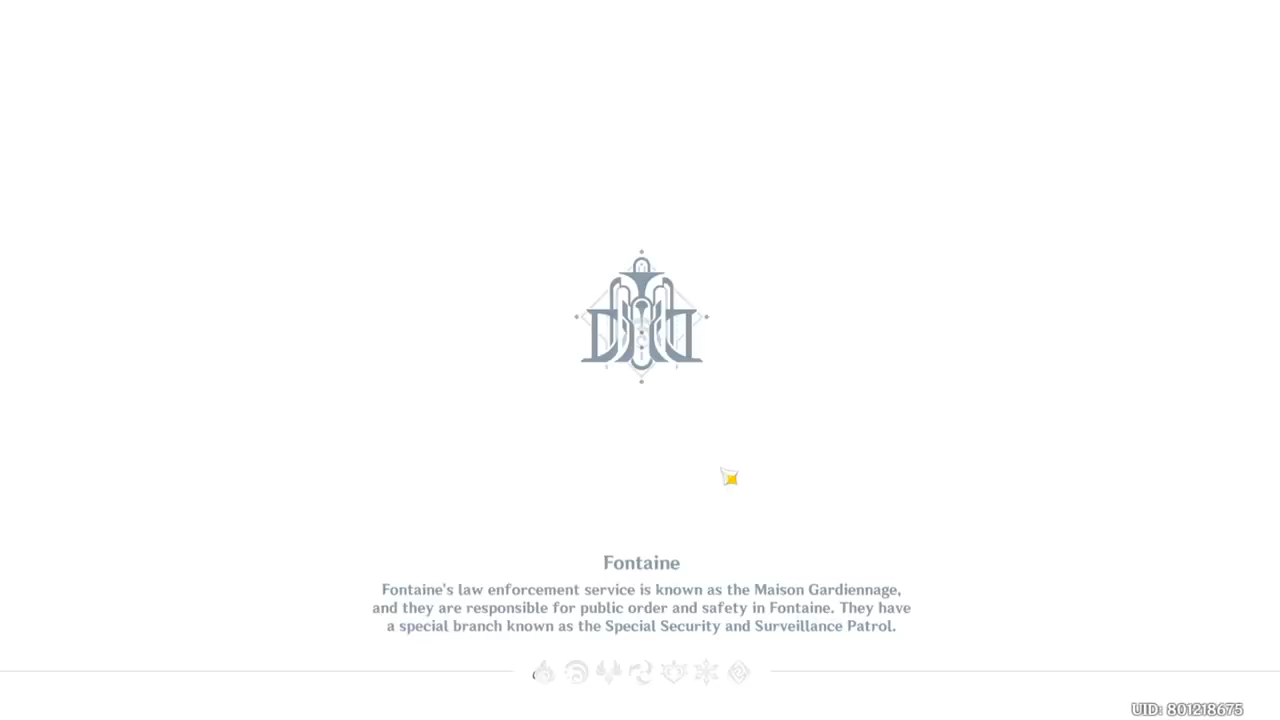 Fontaine
Fontaine's law enforcement service is known as the Maison Gardiennage,
and they are responsible for public order and safety in Fontaine. They have
a special branch known as the Special Security and Surveillance Patrol.
UID: 801218675